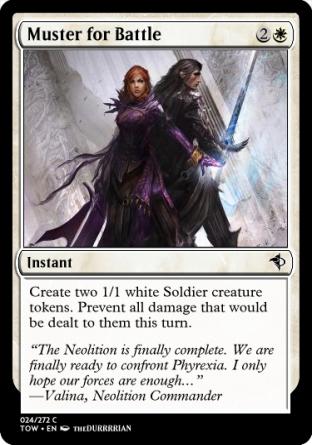 Muster for Battle 2
Instant
Create two 1/1 white Soldier creature
tokens. Prevent all damage that would
be dealt to them this turn.
“The Neolition is finally complete. We are
finally ready to confront Phyrexia. I only
hope our forces are enough...”
—Valina, Neolition Commander
024/272 C
TOW • EN THEDURRRRIAN